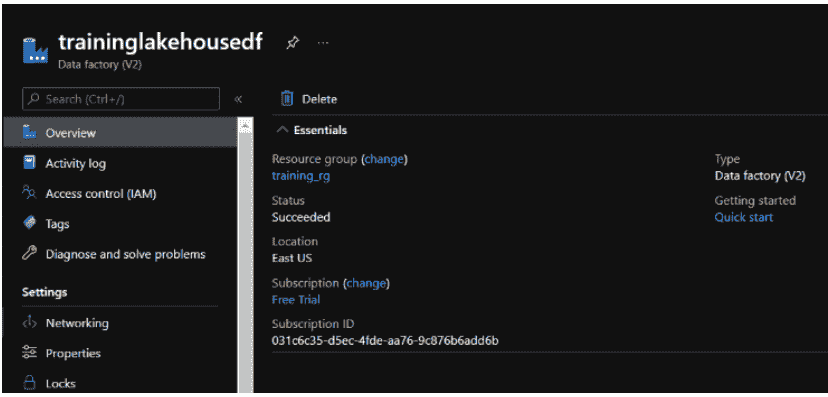 traininglakehousedf
Data factory (V2)
Search (Ctrl+/)
Overview
Activity log
Access control (IAM)
Tags
Diagnose and solve problems
Settings
Networking
Properties
Locks
Delete
Essentials
Resource group (change)
training_rg
Status
Succeeded
Location
East US
Subscription (change)
Free Trial
Subscription ID
031c6c35-d5ec-4fde-aa76-9c876b6add6b
Type
Data factory (V2)
Getting started
Quick start